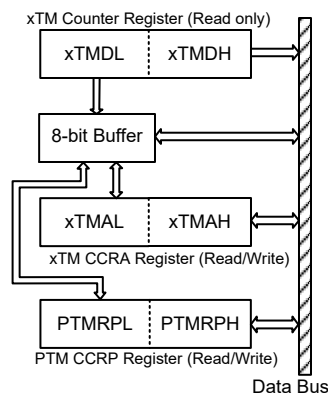 xTM Counter Register (Read only)
xTMDL xTMDH
8-bit Buffer
xTMAL xTMAH
xTM CCRA Register (Read/Write)
PTMRPL PTMRPH
PTM CCRP Register (Read/Write)
Data Bus